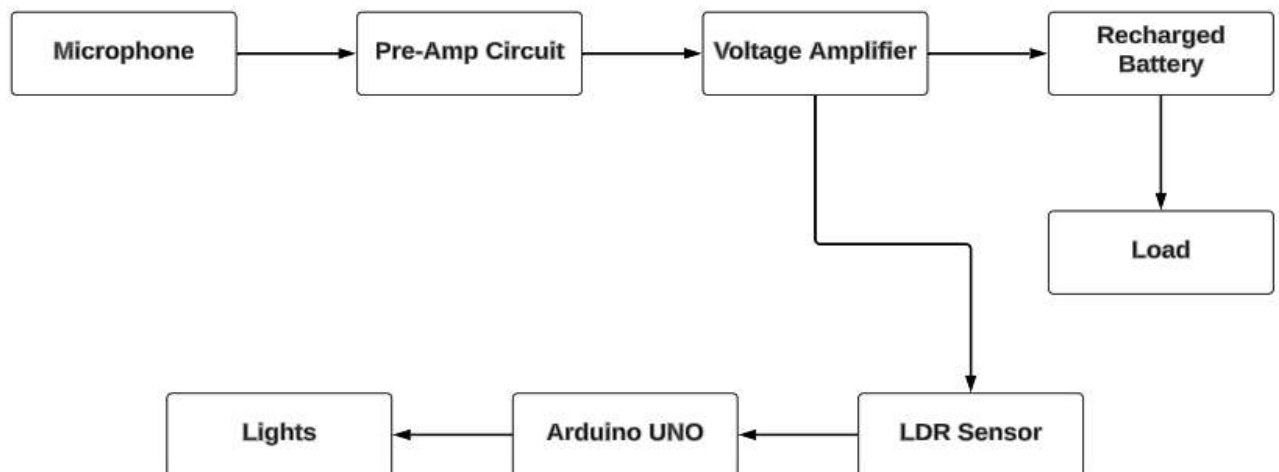 Microphone
Pre-Amp Circuit
Voltage Amplifier
Recharged
Battery
Load
Lights
Arduino UNO
LDR Sensor